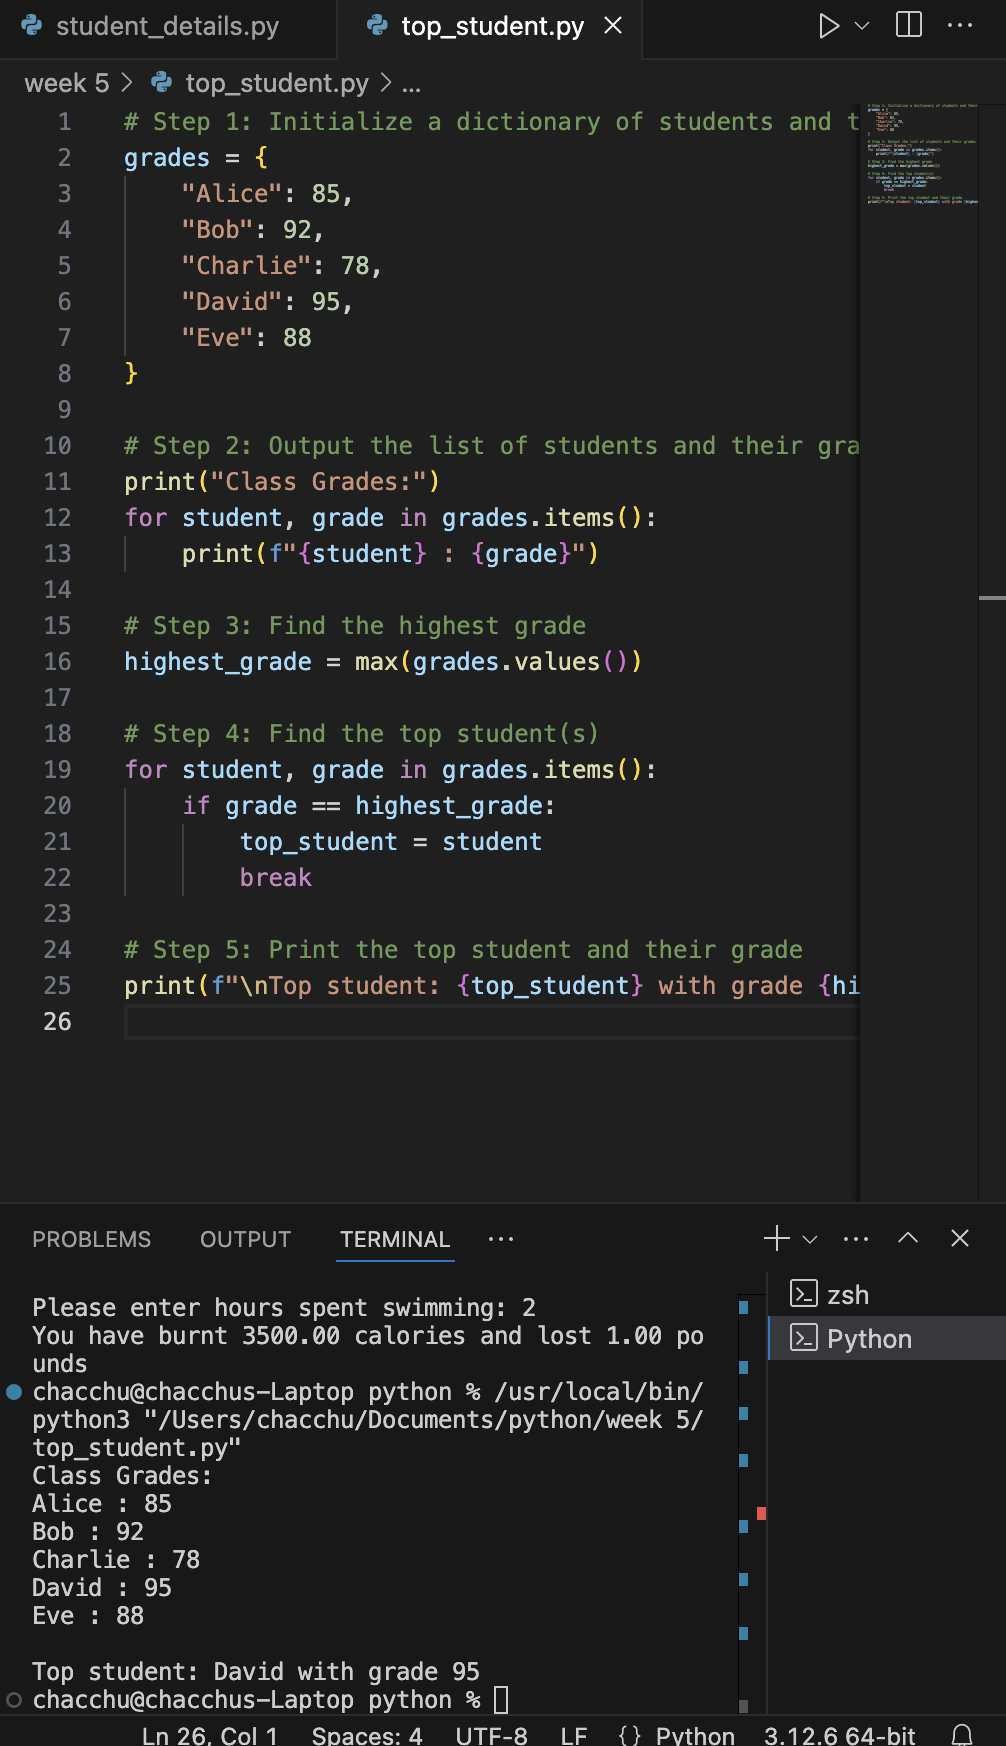 student_details.py
top_student.py
week 5 > top_student.py > ...
1 # Step 1: Initialize a dictionary of students and t
2 grades = {
3 "Alice": 85,
4 "Bob": 92,
5 "Charlie": 78,
6 "David": 95,
7 "Eve": 88
8 }
9
10 # Step 2: Output the list of students and their gra
11 print("Class Grades:")
12 for student, grade in grades.items():
13 print(f"{student} : {grade}")
14
15 # Step 3: Find the highest grade
16 highest_grade = max(grades.values())
17
18 # Step 4: Find the top student(s)
19 for student, grade in grades.items():
20 if grade == highest_grade:
21 top_student = student
22 break
23
24 # Step 5: Print the top student and their grade
25 print(f"\nTop student: {top_student} with grade {hi
26
PROBLEMS OUTPUT TERMINAL
zsh
Python
Please enter hours spent swimming: 2
You have burnt 3500.00 calories and lost 1.00 po
unds
chacchu@chacchus-Laptop python % /usr/local/bin/
python3 "/Users/chacchu/Documents/python/week 5/
top_student.py"
Class Grades:
Alice : 85
Bob : 92
Charlie : 78
David : 95
Eve : 88
Top student: David with grade 95
chacchu@chacchus-Laptop python %
Ln 26, Col 1 Spaces: 4 UTF-8 LF {} Python 3.12.6 64-bit